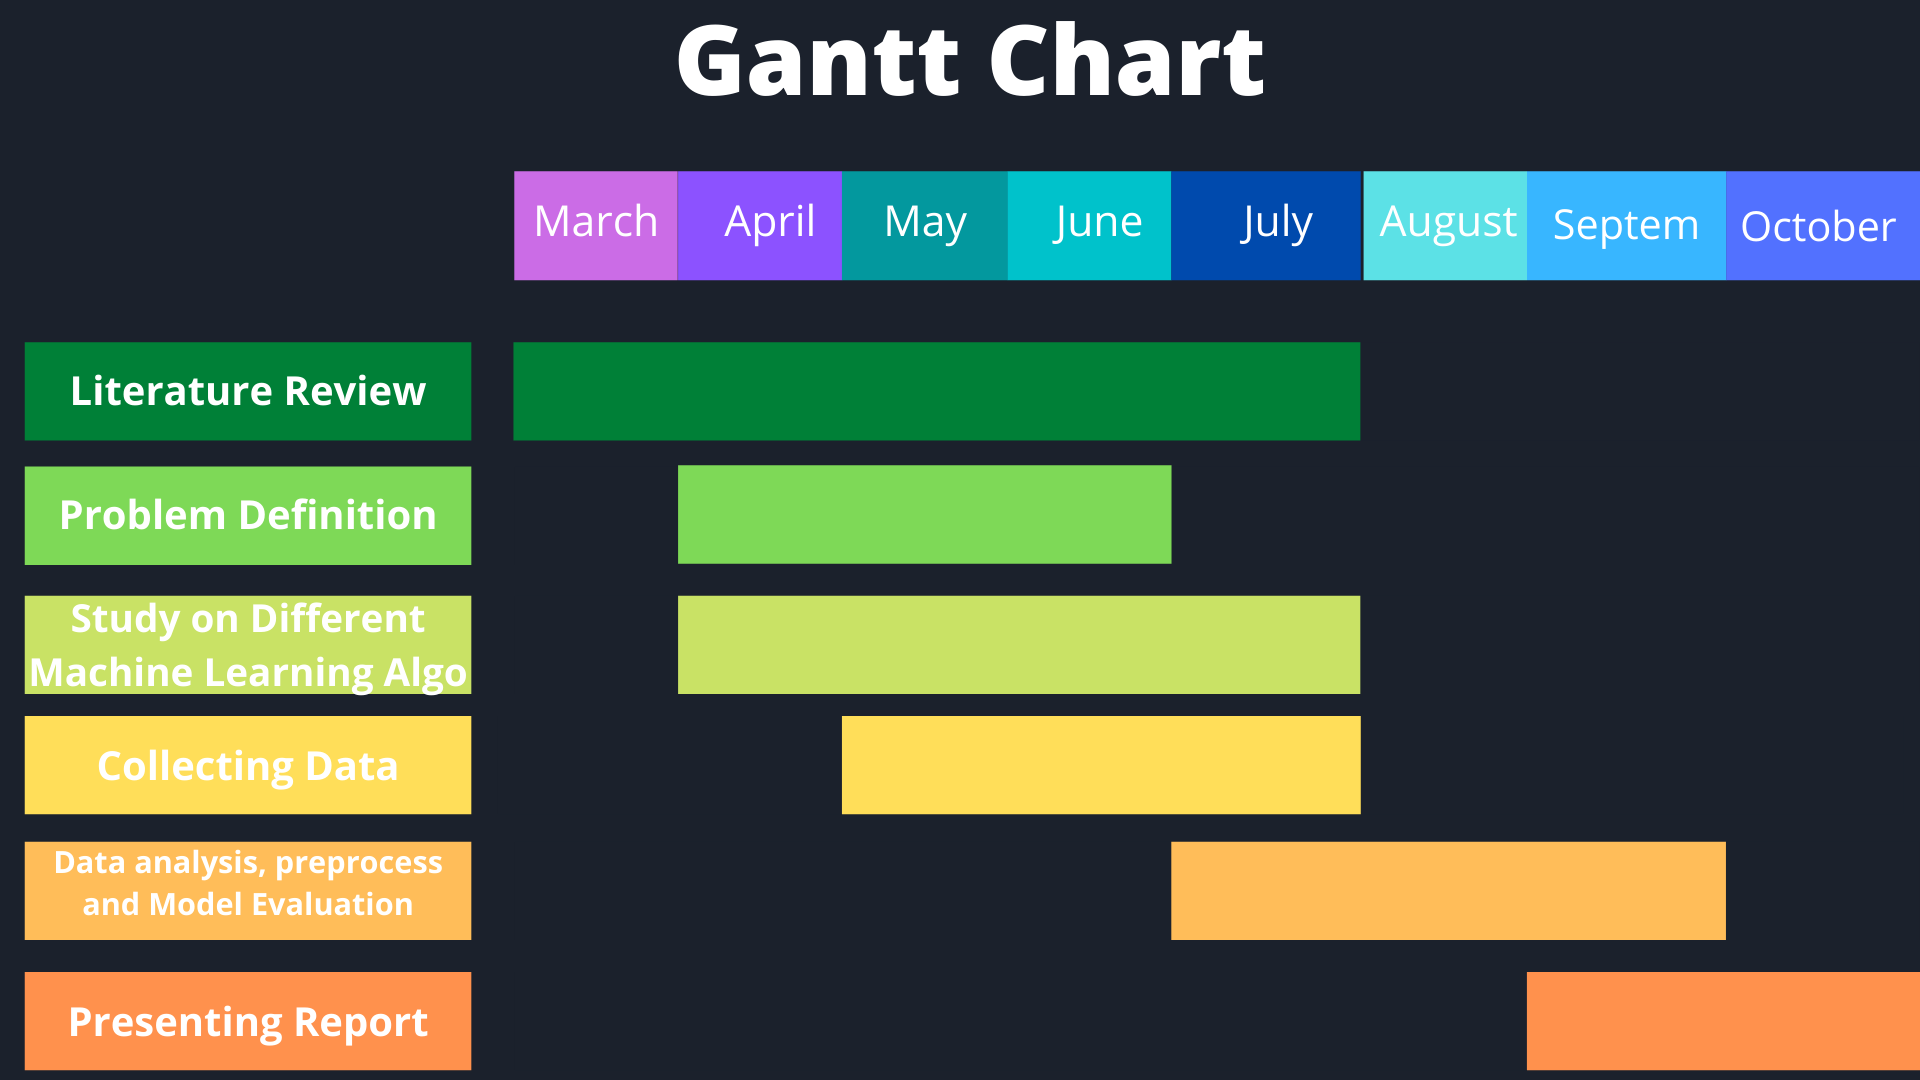 Gantt Chart
March April May June July August Septem October
Literature Review
Problem Definition
Study on Different
Machine Learning Algo
Collecting Data
Data analysis, preprocess
and Model Evaluation
Presenting Report